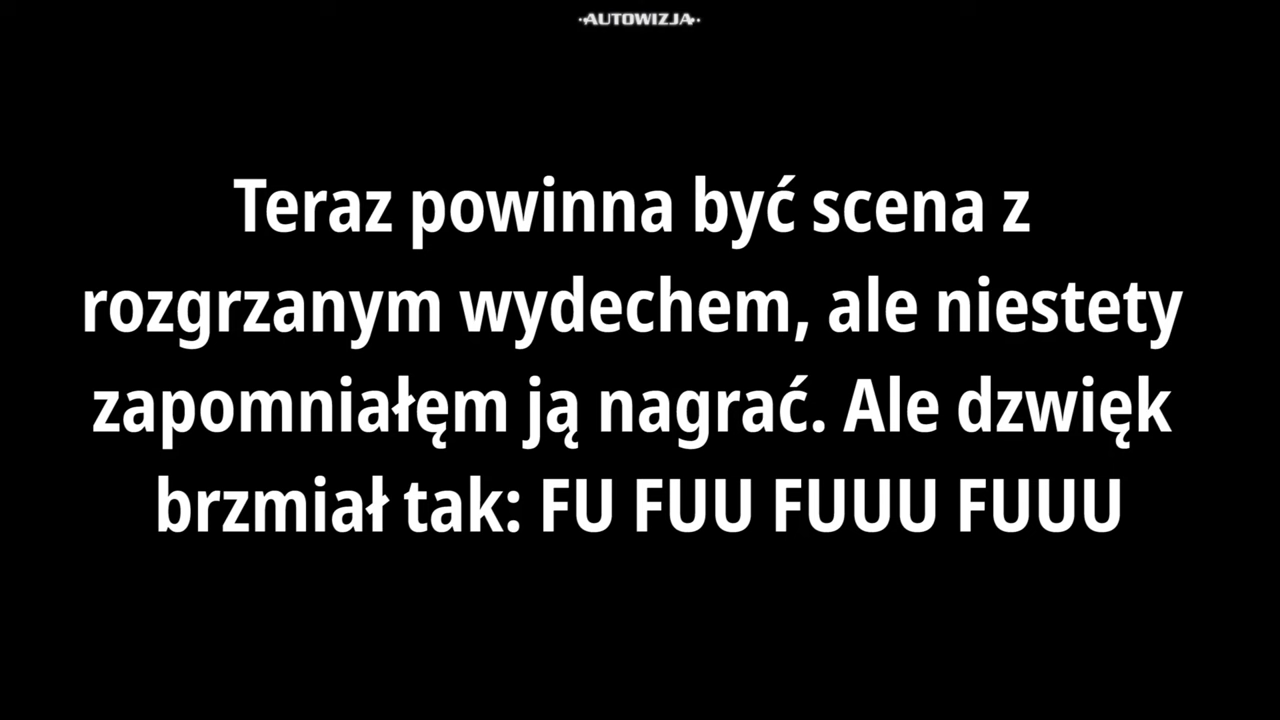 AUTOWIZJA
Teraz powinna być scena z
rozgrzanym wydechem, ale niestety
zapomniałęm ją nagrać. Ale dzwięk
brzmiał tak: FU FUU FUUU FUUU